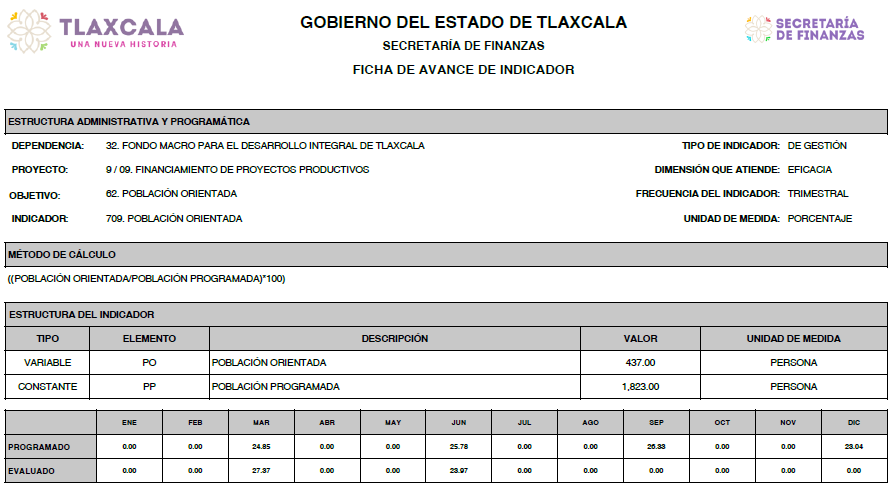 TLAXCALA
UNA NUEVA HISTORIA
GOBIERNO DEL ESTADO DE TLAXCALA
SECRETARÍA DE FINANZAS
FICHA DE AVANCE DE INDICADOR
SECRETARÍA
DE FINANZAS
ESTRUCTURA ADMINISTRATIVA Y PROGRAMÁTICA
DEPENDENCIA: 32. FONDO MACRO PARA EL DESARROLLO INTEGRAL DE TLAXCALA TIPO DE INDICADOR: DE GESTIÓN
PROYECTO: 9 / 09. FINANCIAMIENTO DE PROYECTOS PRODUCTIVOS DIMENSIÓN QUE ATIENDE: EFICACIA
OBJETIVO: 62. POBLACIÓN ORIENTADA FRECUENCIA DEL INDICADOR: TRIMESTRAL
INDICADOR: 709. POBLACIÓN ORIENTADA UNIDAD DE MEDIDA: PORCENTAJE
MÉTODO DE CÁLCULO
((POBLACIÓN ORIENTADA/POBLACIÓN PROGRAMADA)*100)
ESTRUCTURA DEL INDICADOR
TIPO ELEMENTO DESCRIPCIÓN VALOR UNIDAD DE MEDIDA
VARIABLE PO POBLACIÓN ORIENTADA 437.00 PERSONA
CONSTANTE PP POBLACIÓN PROGRAMADA 1,823.00 PERSONA
ENE FEB MAR ABR MAY JUN JUL AGO SEP OCT NOV DIC
PROGRAMADO 0.00 0.00 24.85 0.00 0.00 25.78 0.00 0.00 26.33 0.00 0.00 23.04
EVALUADO 0.00 0.00 27.37 0.00 0.00 23.97 0.00 0.00 0.00 0.00 0.00 0.00